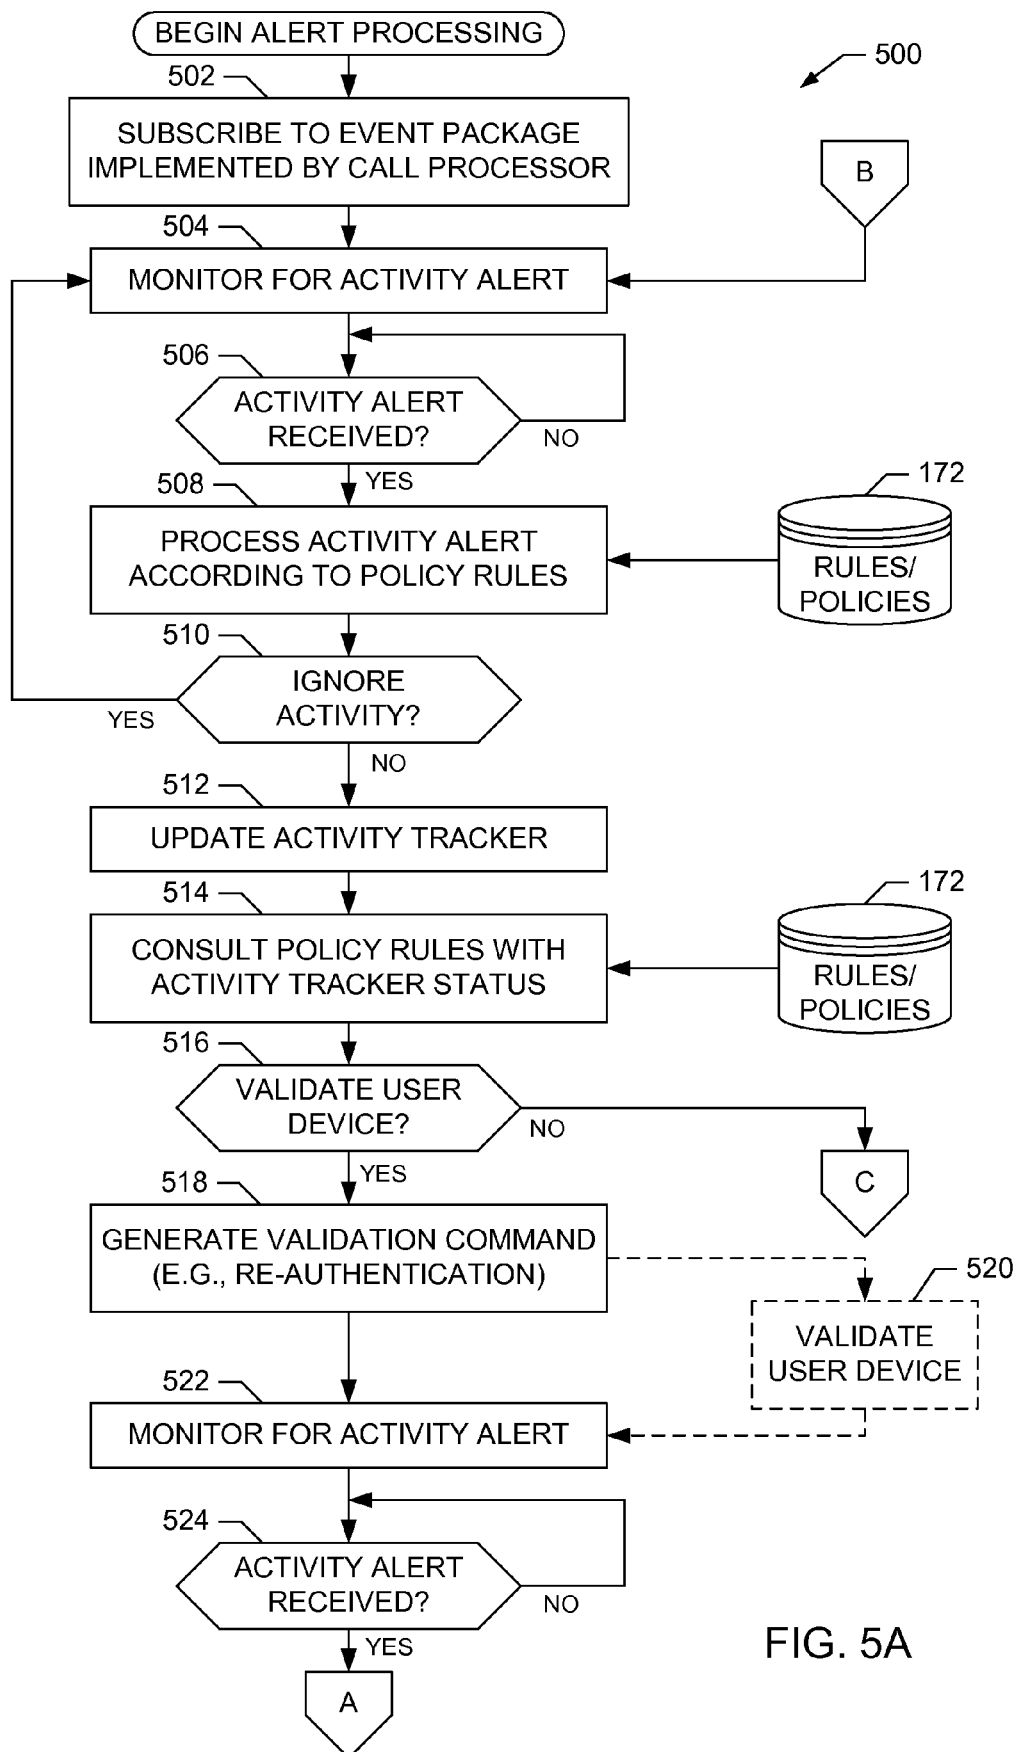 BEGIN ALERT PROCESSING
500
502
SUBSCRIBE TO EVENT PACKAGE
IMPLEMENTED BY CALL PROCESSOR
B
504
MONITOR FOR ACTIVITY ALERT
506
ACTIVITY ALERT
RECEIVED?
NO
YES
508
PROCESS ACTIVITY ALERT
ACCORDING TO POLICY RULES
172
RULES/
POLICIES
510
IGNORE
ACTIVITY?
YES
NO
512
UPDATE ACTIVITY TRACKER
514
CONSULT POLICY RULES WITH
ACTIVITY TRACKER STATUS
172
RULES/
POLICIES
516
VALIDATE USER
DEVICE?
NO
YES
C
518
GENERATE VALIDATION COMMAND
(E.G., RE-AUTHENTICATION)
520
VALIDATE
USER DEVICE
522
MONITOR FOR ACTIVITY ALERT
524
ACTIVITY ALERT
RECEIVED?
NO
YES
A
FIG. 5A